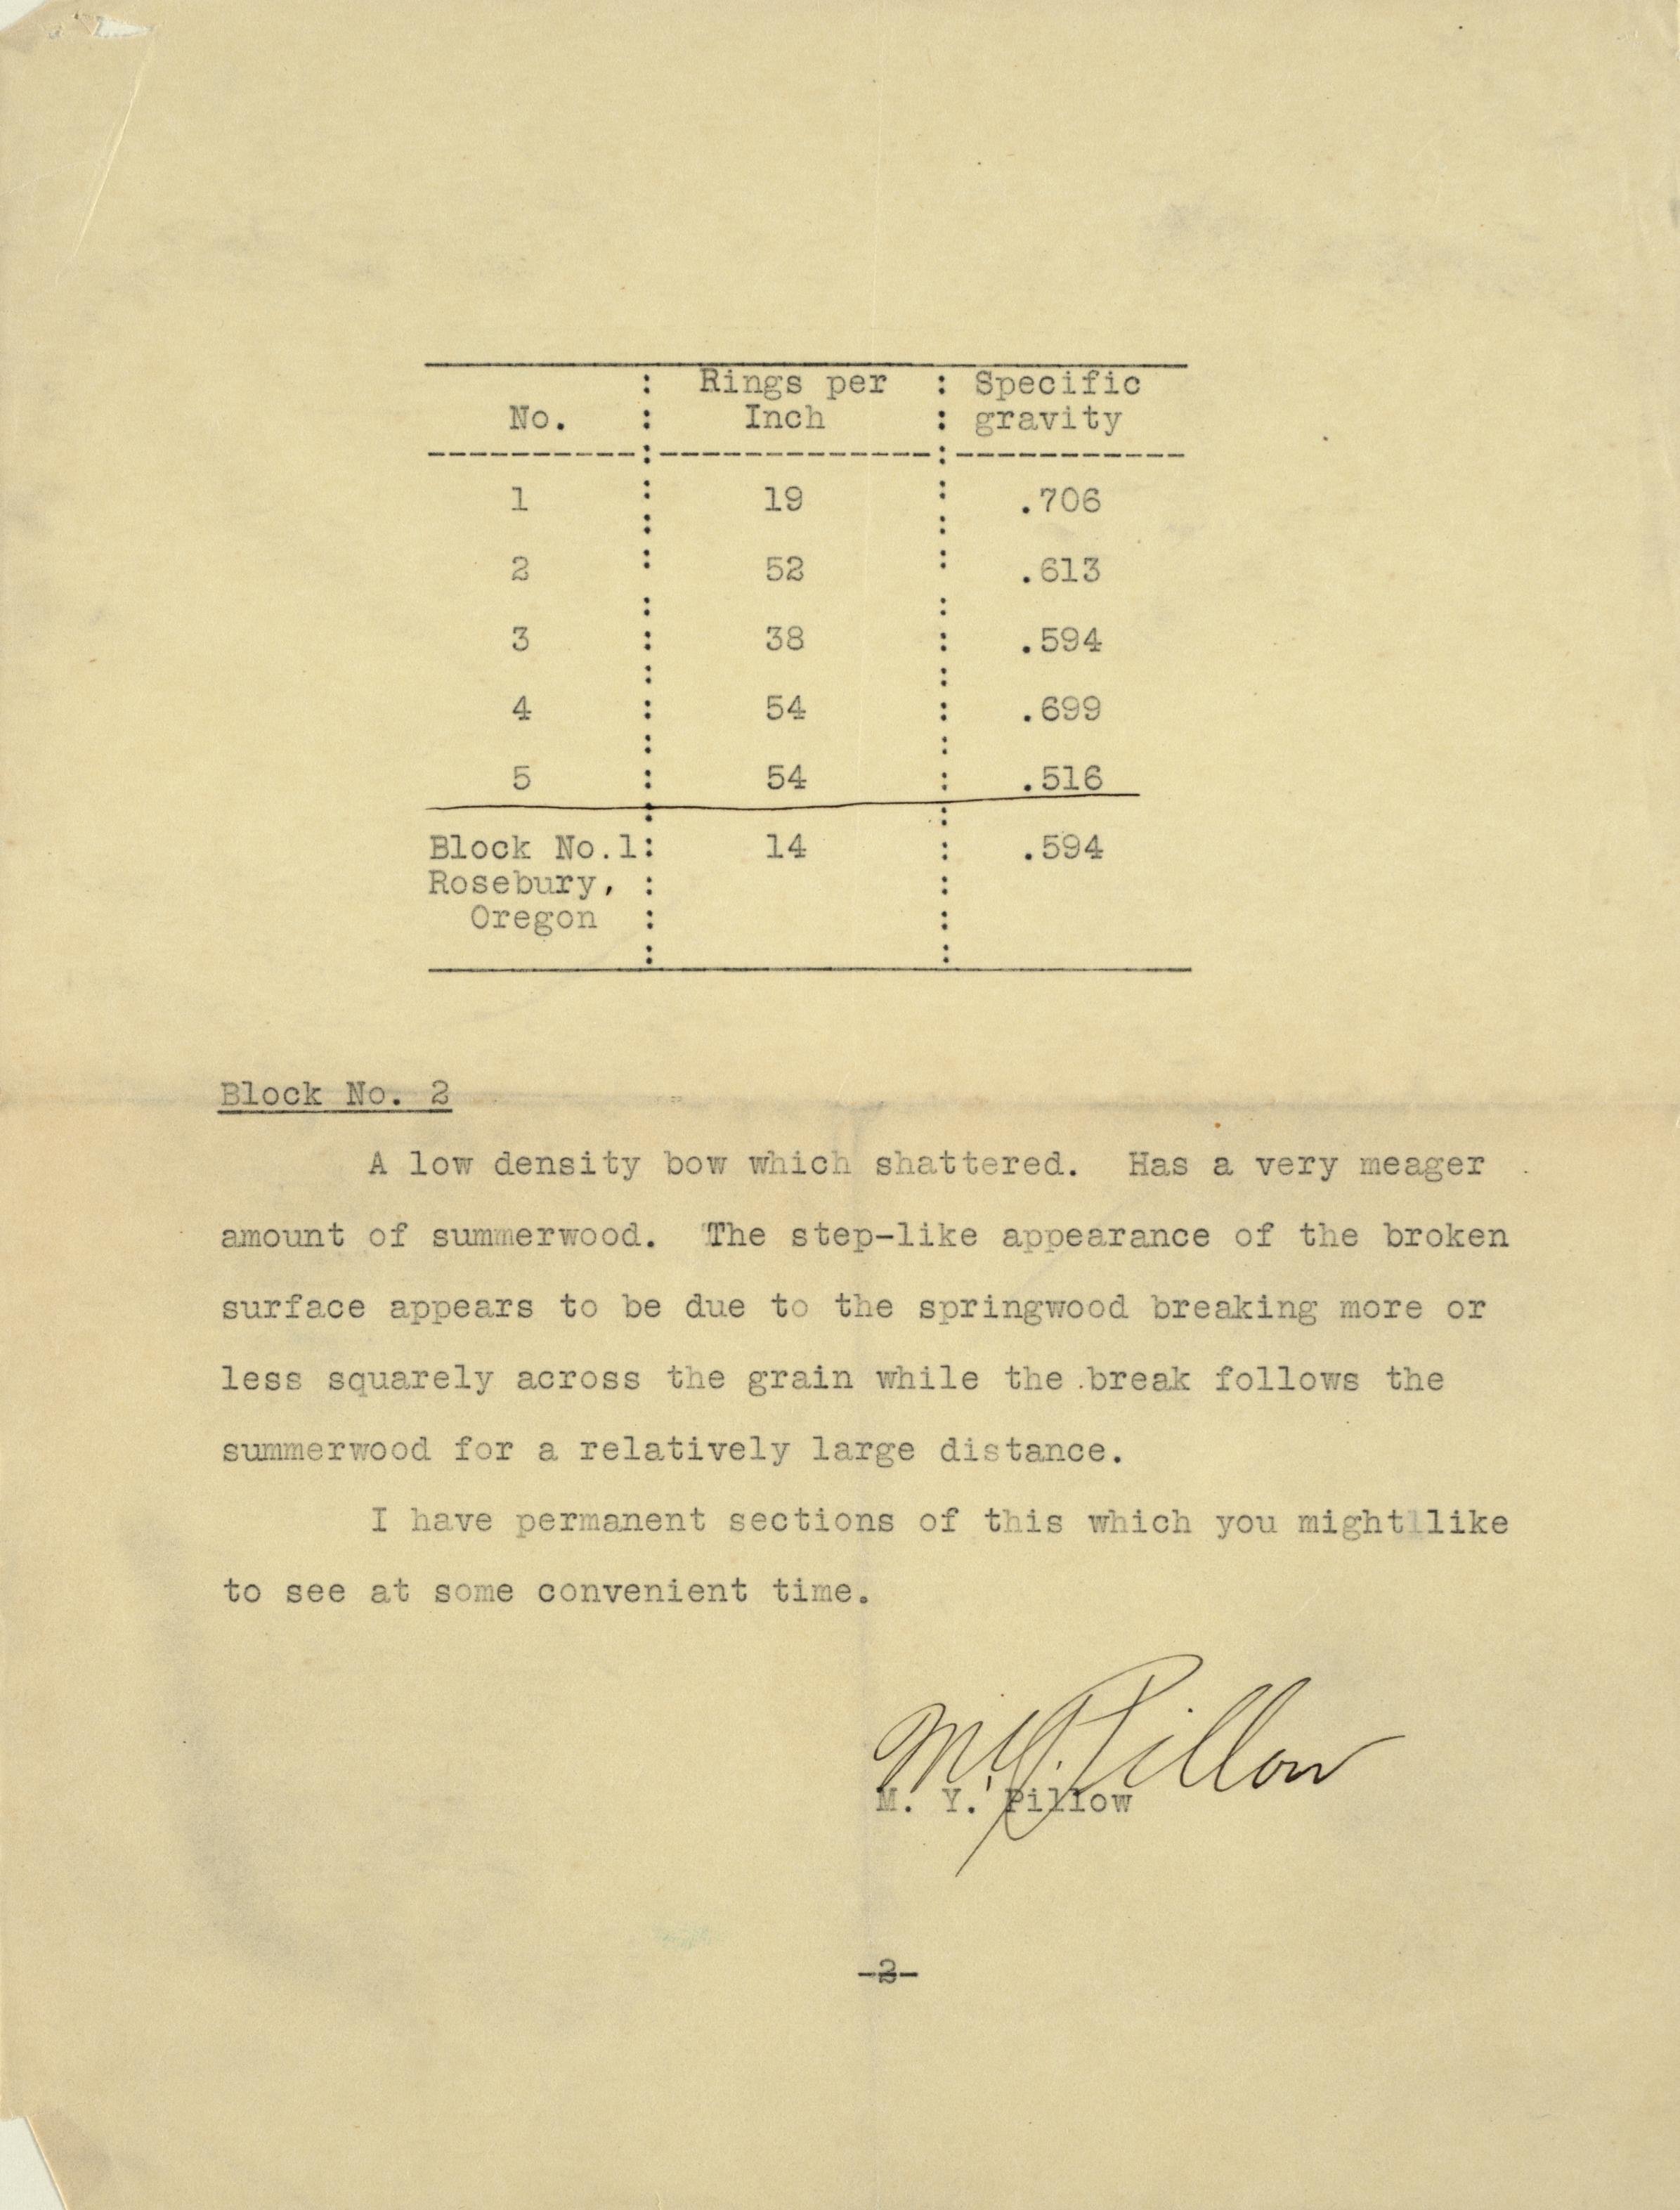 : Rings per : Specific
No. : Inch : gravity
----------:-------------:-----------
1 : 19 : .706
2 : 52 : .613
3 : 38 : .594
4 : 54 : .699
5 : 54 : .516
Block No.1: 14 : .594
Rosebury, : :
Oregon : :
Block No. 2
A low density bow which shattered. Has a very meager
amount of summerwood. The step-like appearance of the broken
surface appears to be due to the springwood breaking more or
less squarely across the grain while the break follows the
summerwood for a relatively large distance.
I have permanent sections of this which you might like
to see at some convenient time.
M.Y. Pillow
M. Y. Pillow
-2-